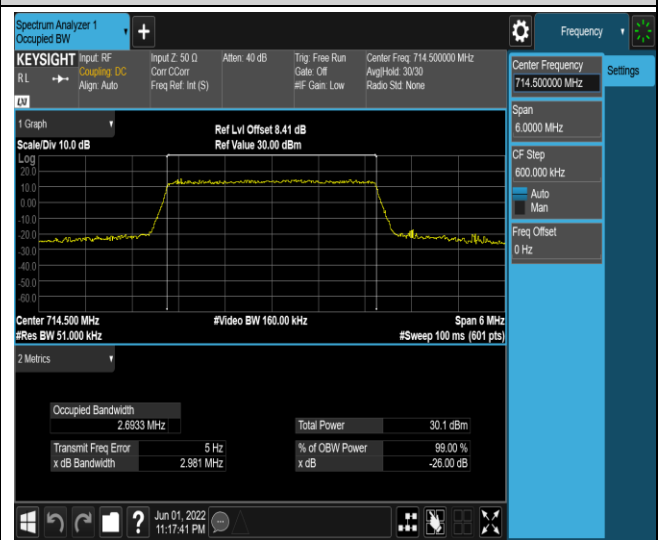 Spectrum Analyzer 1
Occupied BW
Frequency
KEYSIGHT
RL
LXI
Input: RF
Coupling: DC
Align: Auto
Input Z: 50 Ω
Corr CCorr
Freq Ref: Int (S)
Atten: 40 dB
Trig: Free Run
Gate: Off
#IF Gain: Low
Center Freq: 714.500000 MHz
Avg|Hold: 30/30
Radio Std: None
Center Frequency
714.500000 MHz
Settings
Span
6.0000 MHz
CF Step
600.000 kHz
Auto
Man
Freq Offset
0 Hz
1 Graph
Scale/Div 10.0 dB
Ref Lvl Offset 8.41 dB
Ref Value 30.00 dBm
Log
20.0
10.0
0.00
-10.0
-20.0
-30.0
-40.0
-50.0
-60.0
Center 714.500 MHz
#Video BW 160.00 kHz
Span 6 MHz
#Res BW 51.000 kHz
#Sweep 100 ms (601 pts)
2 Metrics
Occupied Bandwidth
2.6933 MHz
Total Power 30.1 dBm
Transmit Freq Error 5 Hz
% of OBW Power 99.00 %
x dB Bandwidth 2.981 MHz
x dB -26.00 dB
?
Jun 01, 2022
11:17:41 PM